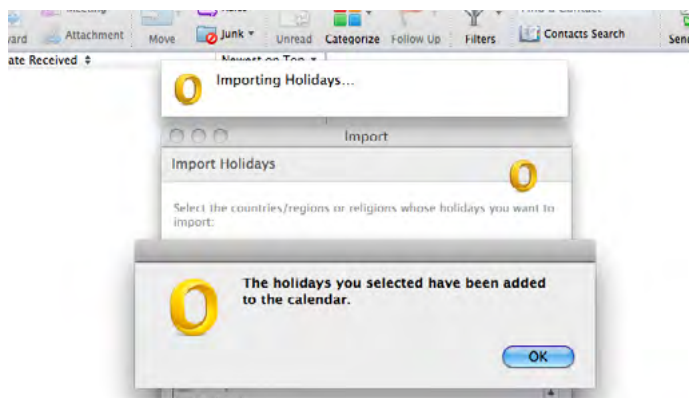 Attachment
Move
Junk
Unread
Categorize
Follow Up
Filters
Contacts Search
ate Received
Newest on Top
Importing Holidays...
Import
Import Holidays
Select the countries/regions or religions whose holidays you want to
import:
The holidays you selected have been added
to the calendar.
OK